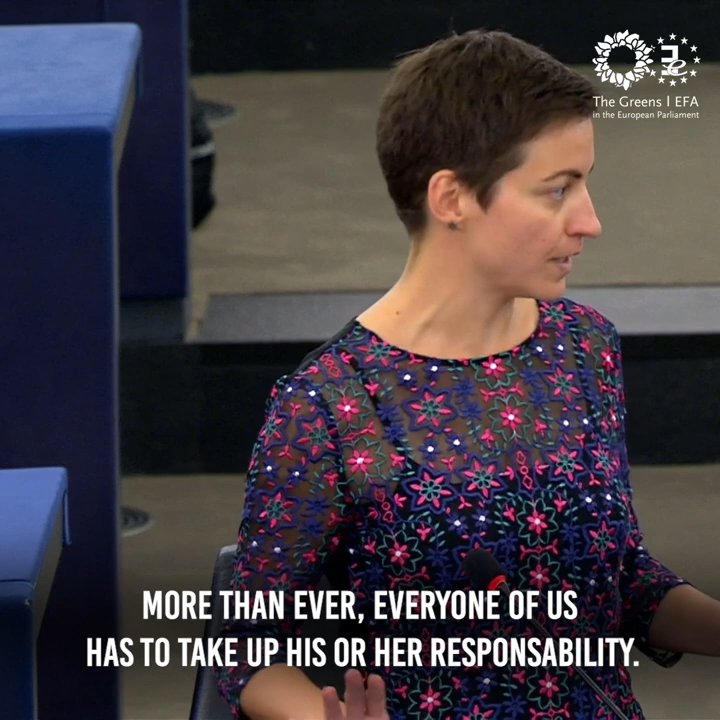 The Greens | EFA
in the European Parliament
MORE THAN EVER, EVERYONE OF US
HAS TO TAKE UP HIS OR HER RESPONSABILITY.